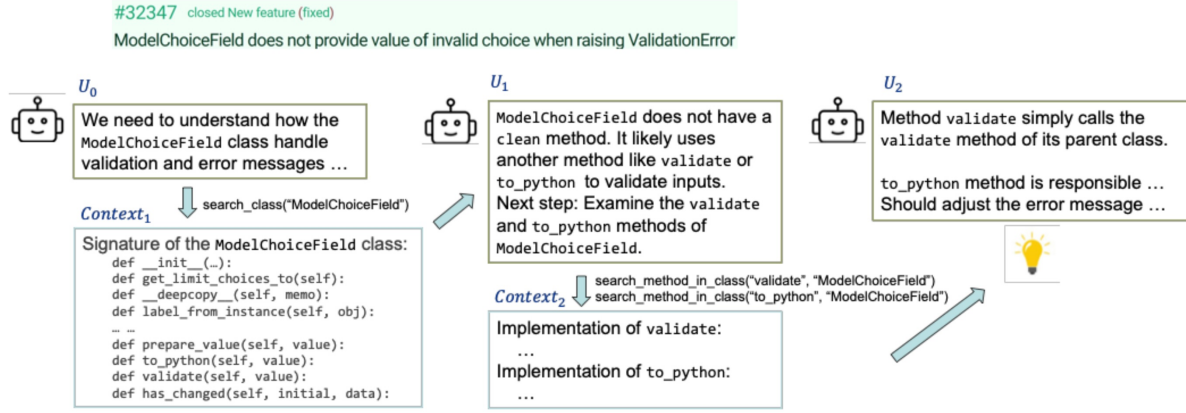 #32347 closed New feature (fixed)
ModelChoiceField does not provide value of invalid choice when raising ValidationError
U0
We need to understand how the
ModelChoiceField class handle
validation and error messages ...
search_class("ModelChoiceField")
Context1
Signature of the ModelChoiceField class:
def __init__(…):
def get_limit_choices_to(self):
def __deepcopy__(self, memo):
def label_from_instance(self, obj):
… …
def prepare_value(self, value):
def to_python(self, value):
def validate(self, value):
def has_changed(self, initial, data):
U1
ModelChoiceField does not have a
clean method. It likely uses
another method like validate or
to_python to validate inputs.
Next step: Examine the validate
and to_python methods of
ModelChoiceField.
search_method_in_class("validate", "ModelChoiceField")
search_method_in_class("to_python", "ModelChoiceField")
Context2
Implementation of validate:
...
Implementation of to_python:
...
U2
Method validate simply calls the
validate method of its parent class.
to_python method is responsible ...
Should adjust the error message ...